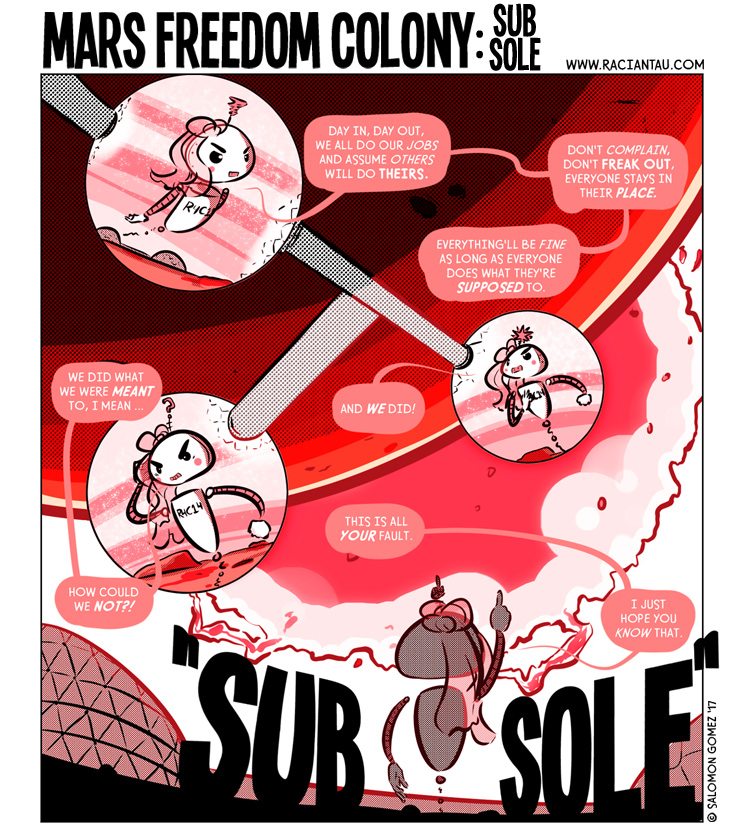 MARS FREEDOM COLONY: SUB
SOLE
WWW.RACIANTAU.COM
DAY IN, DAY OUT,
WE ALL DO OUR JOBS
AND ASSUME OTHERS
WILL DO THEIRS.
DON'T COMPLAIN,
DON'T FREAK OUT,
EVERYONE STAYS IN
THEIR PLACE.
EVERYTHING'LL BE FINE
AS LONG AS EVERYONE
DOES WHAT THEY'RE
SUPPOSED TO.
AND WE DID!
WE DID WHAT
WE WERE MEANT
TO, I MEAN ...
?
R4C14
HOW COULD
WE NOT?!
THIS IS ALL
YOUR FAULT.
I JUST
HOPE YOU
KNOW THAT.
"SUB SOLE"
© SALOMON GOMEZ '17